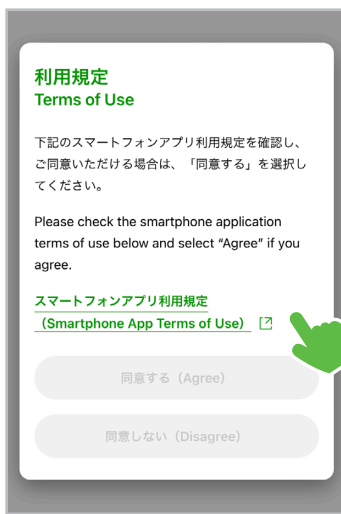 利用規定
Terms of Use
下記のスマートフォンアプリ利用規定を確認し、
ご同意いただける場合は、「同意する」を選択し
てください。
Please check the smartphone application
terms of use below and select “Agree” if you
agree.
スマートフォンアプリ利用規定
（Smartphone App Terms of Use）
同意する（Agree）
同意しない（Disagree）